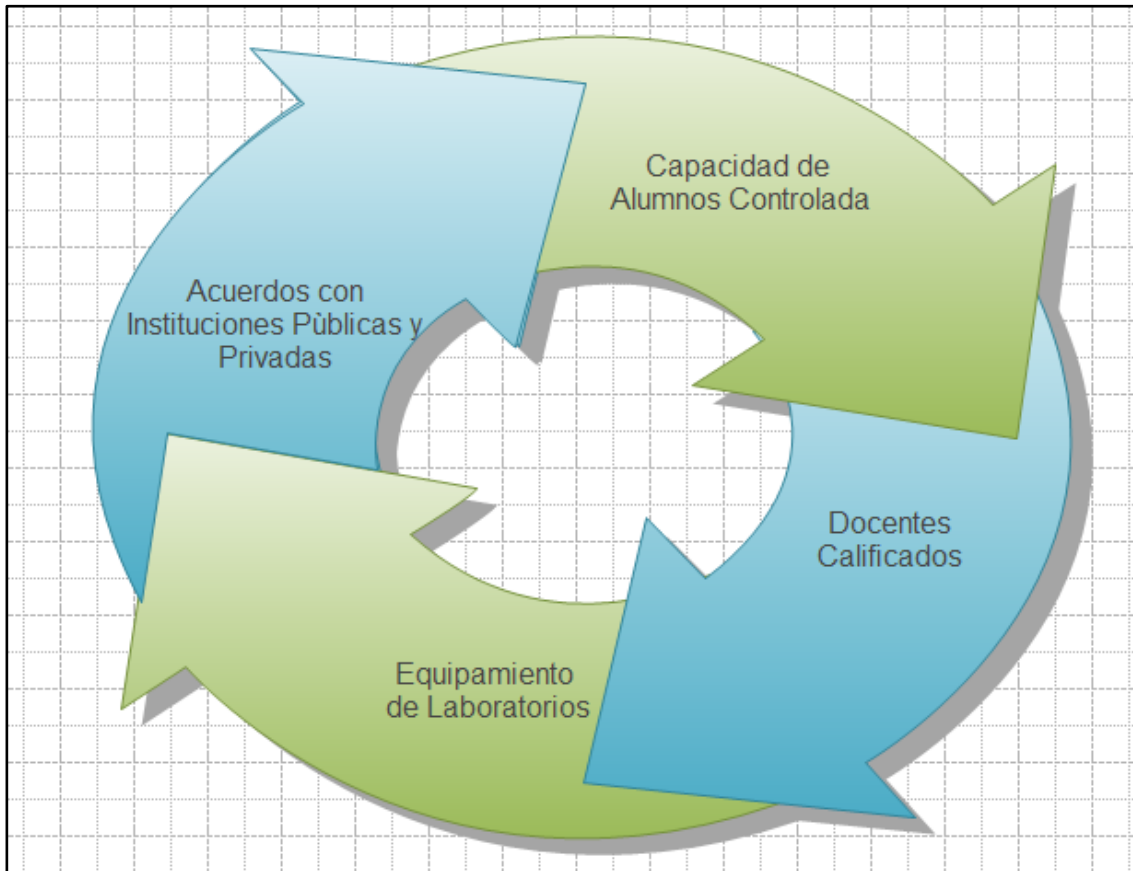 Capacidad de
Alumnos Controlada
Acuerdos con
Instituciones Pùblicas y
Privadas
Docentes
Calificados
Equipamiento
de Laboratorios